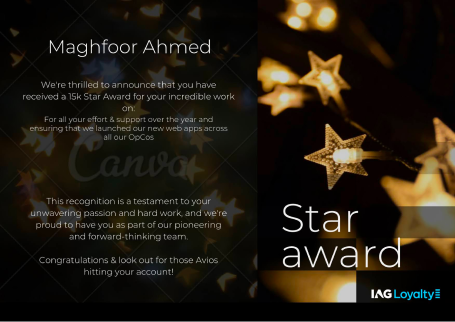 Maghfoor Ahmed
We're thrilled to announce that you have
received a 15k Star Award for your incredible work
on:
For all your effort & support over the year and
ensuring that we launched our new web apps across
all our OpCos
Canva
This recognition is a testament to your
unwavering passion and hard work, and we're
proud to have you as part of our pioneering
and forward-thinking team.
Congratulations & look out for those Avios
hitting your account!
Star
award
IAG Loyalty